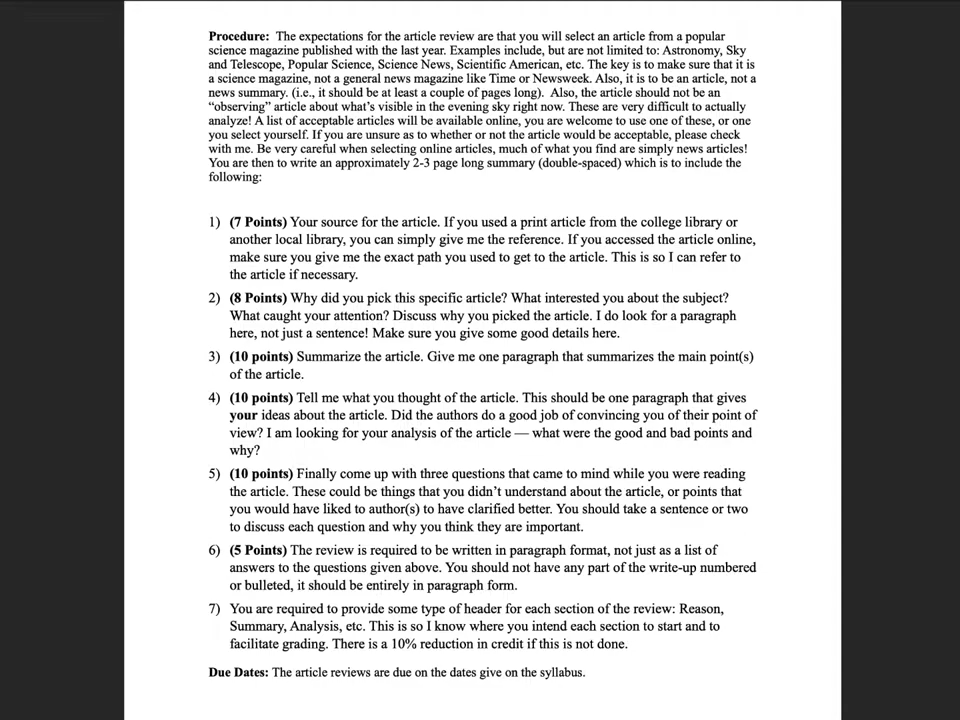 Procedure: The expectations for the article review are that you will select an article from a popular
science magazine published with the last year. Examples include, but are not limited to: Astronomy, Sky
and Telescope, Popular Science, Science News, Scientific American, etc. The key is to make sure that it is
a science magazine, not a general news magazine like Time or Newsweek. Also, it is to be an article, not a
news summary. (i.e., it should be at least a couple of pages long). Also, the article should not be an
“observing” article about what’s visible in the evening sky right now. These are very difficult to actually
analyze! A list of acceptable articles will be available online, you are welcome to use one of these, or one
you select yourself. If you are unsure as to whether or not the article would be acceptable, please check
with me. Be very careful when selecting online articles, much of what you find are simply news articles!
You are then to write an approximately 2-3 page long summary (double-spaced) which is to include the
following:
1) (7 Points) Your source for the article. If you used a print article from the college library or
another local library, you can simply give me the reference. If you accessed the article online,
make sure you give me the exact path you used to get to the article. This is so I can refer to
the article if necessary.
2) (8 Points) Why did you pick this specific article? What interested you about the subject?
What caught your attention? Discuss why you picked the article. I do look for a paragraph
here, not just a sentence! Make sure you give some good details here.
3) (10 points) Summarize the article. Give me one paragraph that summarizes the main point(s)
of the article.
4) (10 points) Tell me what you thought of the article. This should be one paragraph that gives
your ideas about the article. Did the authors do a good job of convincing you of their point of
view? I am looking for your analysis of the article — what were the good and bad points and
why?
5) (10 points) Finally come up with three questions that came to mind while you were reading
the article. These could be things that you didn’t understand about the article, or points that
you would have liked to author(s) to have clarified better. You should take a sentence or two
to discuss each question and why you think they are important.
6) (5 Points) The review is required to be written in paragraph format, not just as a list of
answers to the questions given above. You should not have any part of the write-up numbered
or bulleted, it should be entirely in paragraph form.
7) You are required to provide some type of header for each section of the review: Reason,
Summary, Analysis, etc. This is so I know where you intend each section to start and to
facilitate grading. There is a 10% reduction in credit if this is not done.
Due Dates: The article reviews are due on the dates give on the syllabus.